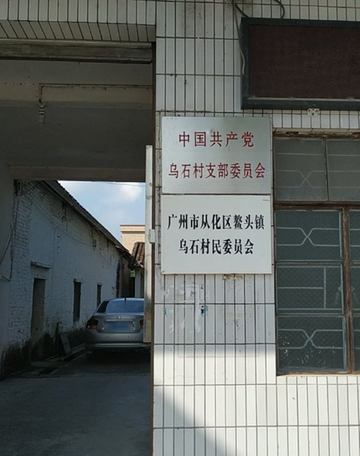 中国共产党
乌石村支部委员会
广州市从化区鳌头镇
乌石村民委员会